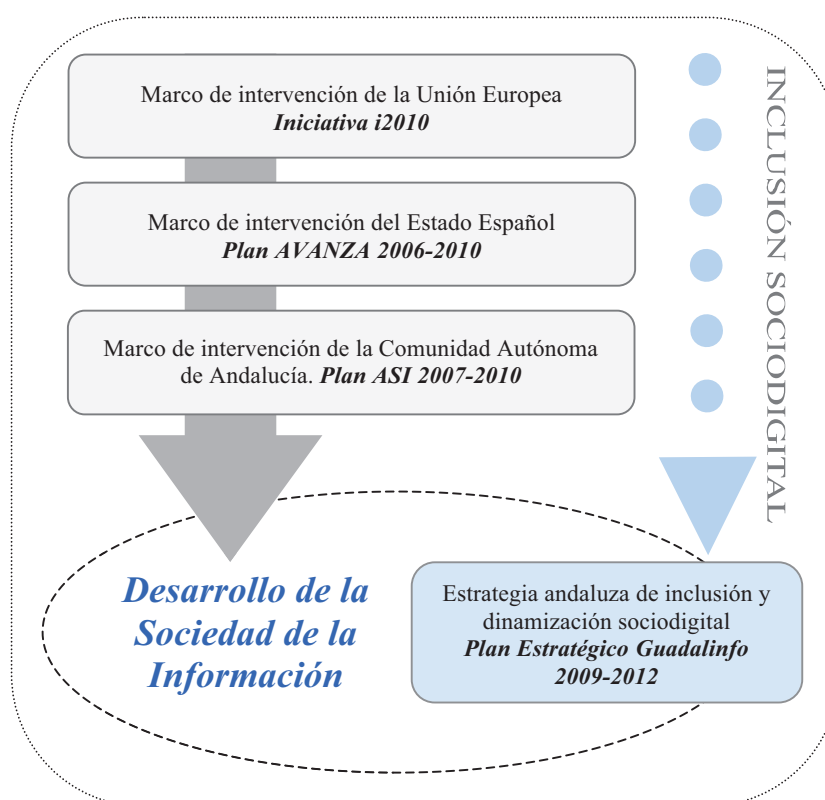 Marco de intervención de la Unión Europea
Iniciativa i2010
Marco de intervención del Estado Español
Plan AVANZA 2006-2010
Marco de intervención de la Comunidad Autónoma
de Andalucía. Plan ASI 2007-2010
INCLUSIÓN SOCIODIGITAL
Desarrollo de la
Sociedad de la
Información
Estrategia andaluza de inclusión y
dinamización sociodigital
Plan Estratégico Guadalinfo
2009-2012